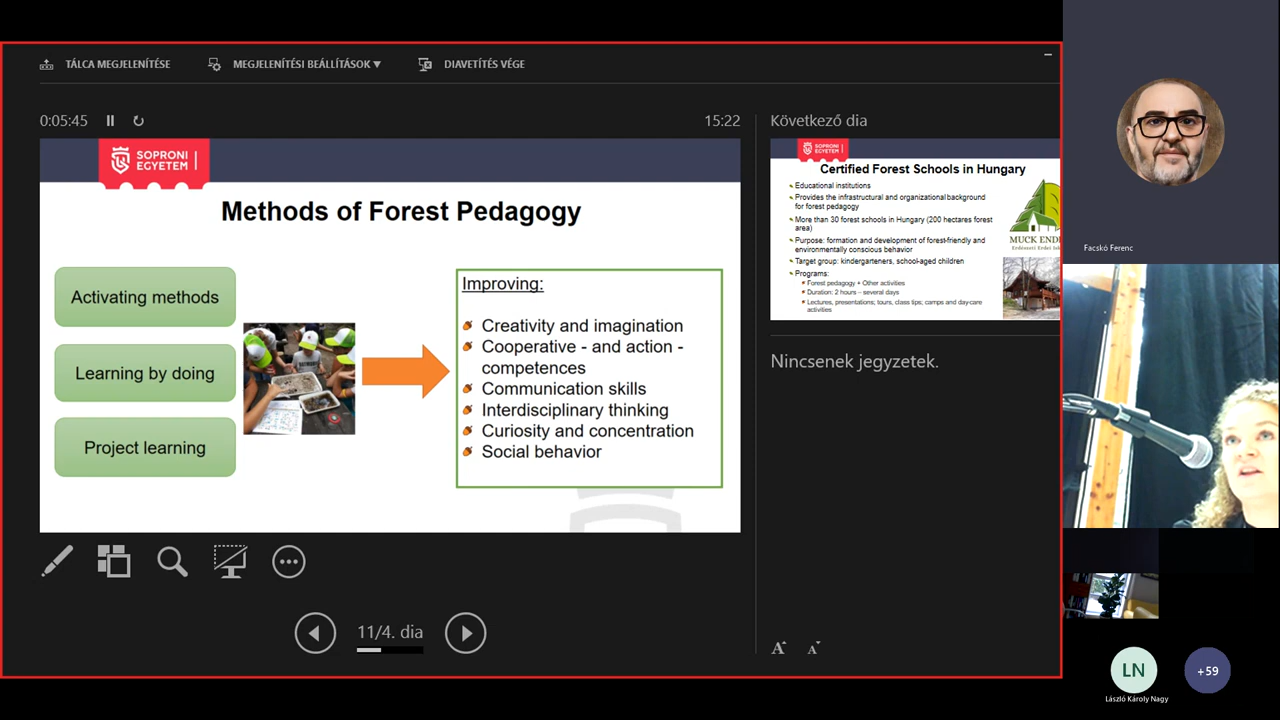 TÁLCA MEGJELENÍTÉSE
MEGJELENÍTÉSI BEÁLLÍTÁSOK
DIAVETÍTÉS VÉGE
0:05:45
15:22
SOPRONI
EGYETEM
Methods of Forest Pedagogy
Activating methods
Learning by doing
Project learning
Improving:
Creativity and imagination
Cooperative - and action -
competences
Communication skills
Interdisciplinary thinking
Curiosity and concentration
Social behavior
11/4. dia
Következő dia
SOPRONI
EGYETEM
Certified Forest Schools in Hungary
Educational institutions
Provides the infrastructural and organizational background
for forest pedagogy
More than 30 forest schools in Hungary (200 hectares forest
area)
Purpose: formation and development of forest-friendly and
environmentally conscious behavior
Target group: kindergarteners, school-aged children
Programs:
Forest pedagogy + Other activities
Duration: 2 hours – several days
Lectures, presentations; tours, class tips; camps and daycare
activities
MUCK END
Nincsenek jegyzetek.
A A
Facskó Ferenc
LN
László Károly Nagy
+59